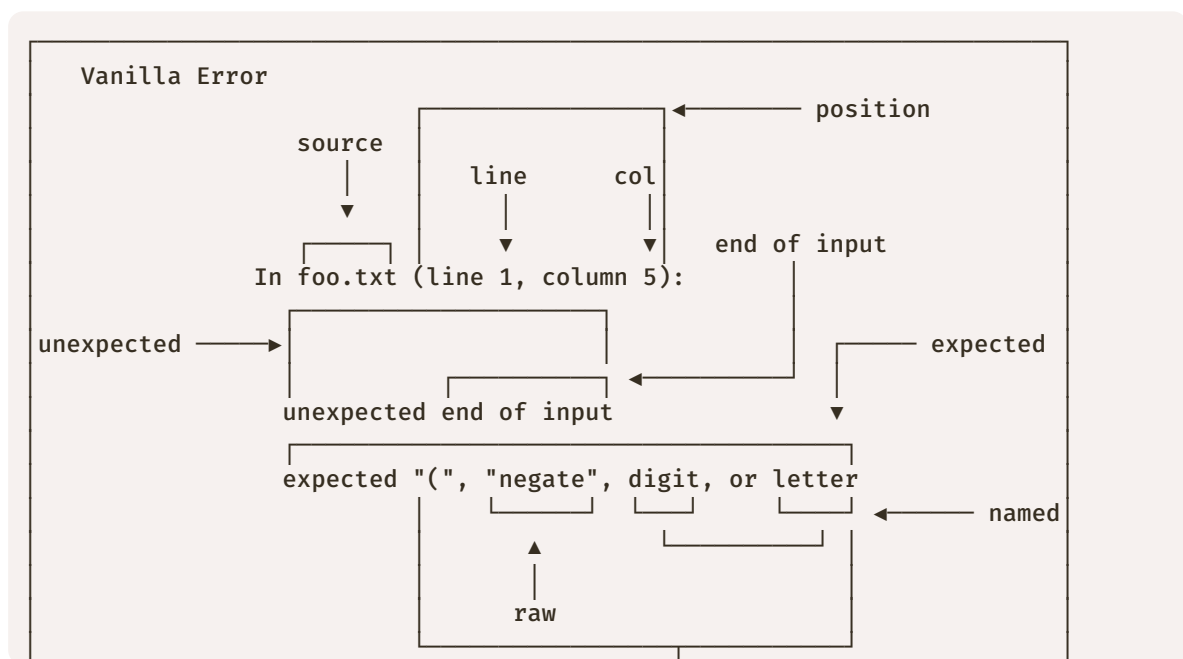 Vanilla Error
position
source
line col
end of input
In foo.txt (line 1, column 5):
unexpected expected
unexpected end of input
expected "(", "negate", digit, or letter
named
raw